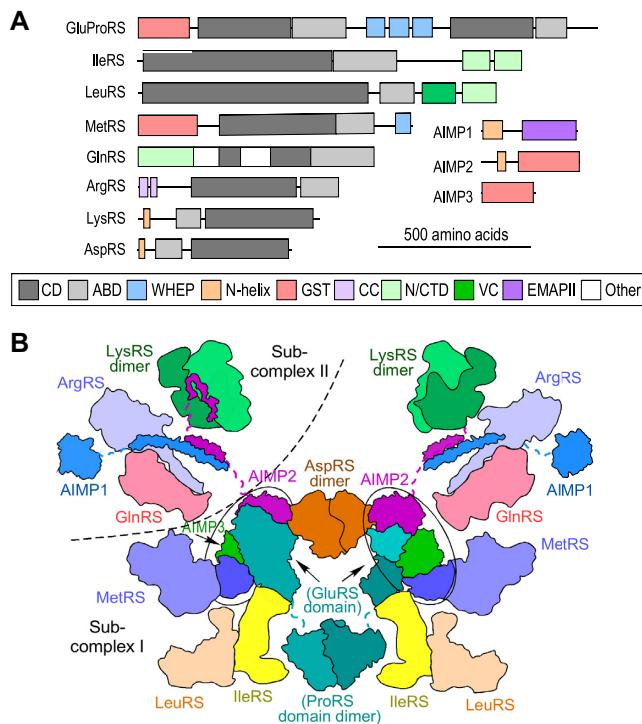 A
GluProRS
IleRS
LeuRS
MetRS
GlnRS
ArgRS
LysRS
AspRS
AIMP1
AIMP2
AIMP3
500 amino acids
CD ABD WHEP N-helix GST CC N/CTD VC EMAPII Other
B
LysRS
dimer
Sub-
complex II
LysRS
dimer
ArgRS
ArgRS
AIMP1
AIMP2
AspRS
dimer
AIMP2
AIMP1
GlnRS
GlnRS
AIMP3
MetRS
MetRS
(GluRS
domain)
Sub-
complex I
LeuRS
IleRS
(ProRS
domain dimer)
IleRS
LeuRS